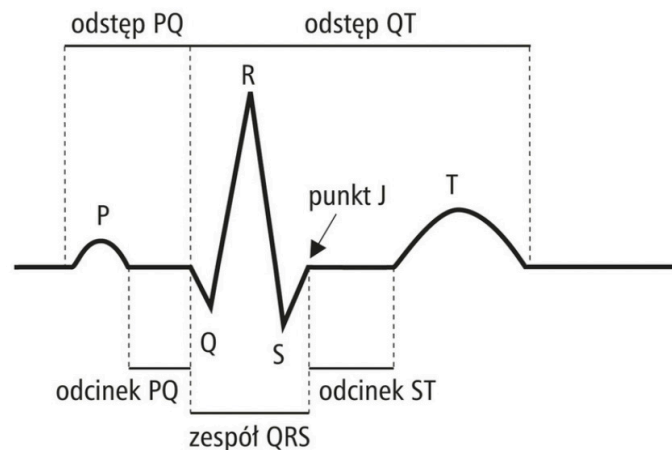 odstęp PQ
odstęp QT
R
P
punkt J
T
Q
S
odcinek PQ
odcinek ST
zespół QRS